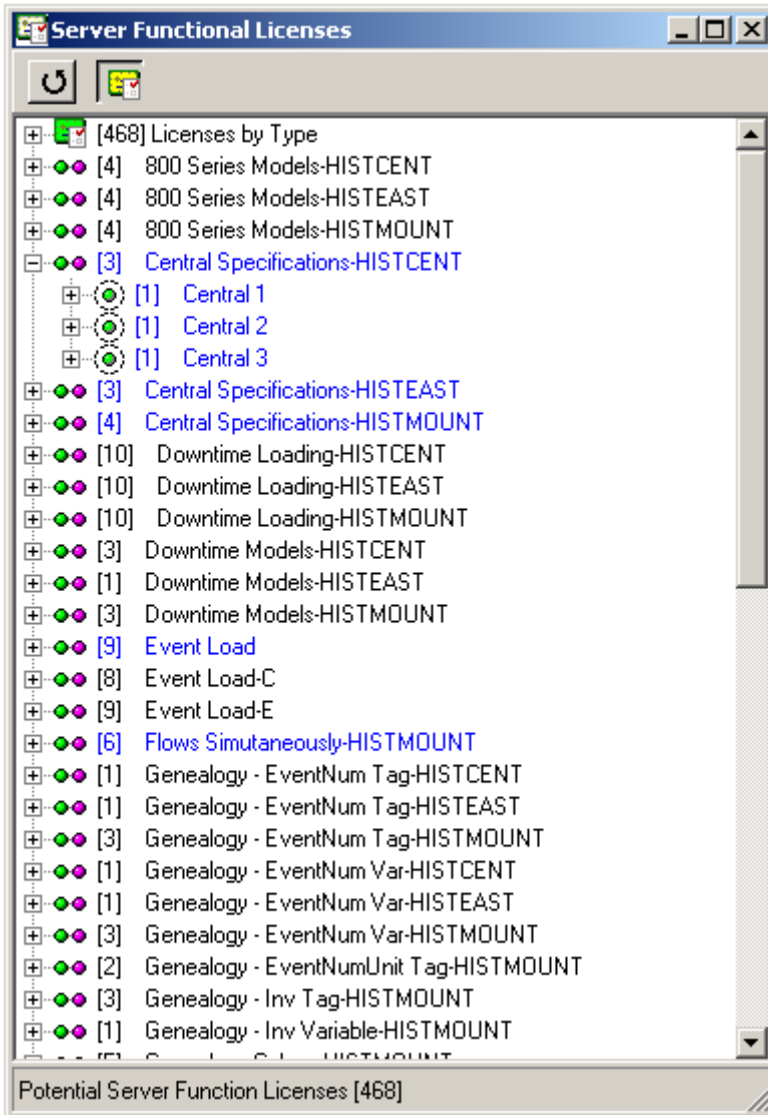 Server Functional Licenses
[468] Licenses by Type
[4] 800 Series Models-HISTCENT
[4] 800 Series Models-HISTEAST
[4] 800 Series Models-HISTMOUNT
[3] Central Specifications-HISTCENT
[1] Central 1
[1] Central 2
[1] Central 3
[3] Central Specifications-HISTEAST
[4] Central Specifications-HISTMOUNT
[10] Downtime Loading-HISTCENT
[10] Downtime Loading-HISTEAST
[10] Downtime Loading-HISTMOUNT
[3] Downtime Models-HISTCENT
[1] Downtime Models-HISTEAST
[3] Downtime Models-HISTMOUNT
[9] Event Load
[8] Event Load-C
[9] Event Load-E
[6] Flows Simutaneously-HISTMOUNT
[1] Genealogy - EventNum Tag-HISTCENT
[1] Genealogy - EventNum Tag-HISTEAST
[3] Genealogy - EventNum Tag-HISTMOUNT
[1] Genealogy - EventNum Var-HISTCENT
[1] Genealogy - EventNum Var-HISTEAST
[3] Genealogy - EventNum Var-HISTMOUNT
[2] Genealogy - EventNumUnit Tag-HISTMOUNT
[3] Genealogy - Inv Tag-HISTMOUNT
[1] Genealogy - Inv Variable-HISTMOUNT
Potential Server Function Licenses [468]